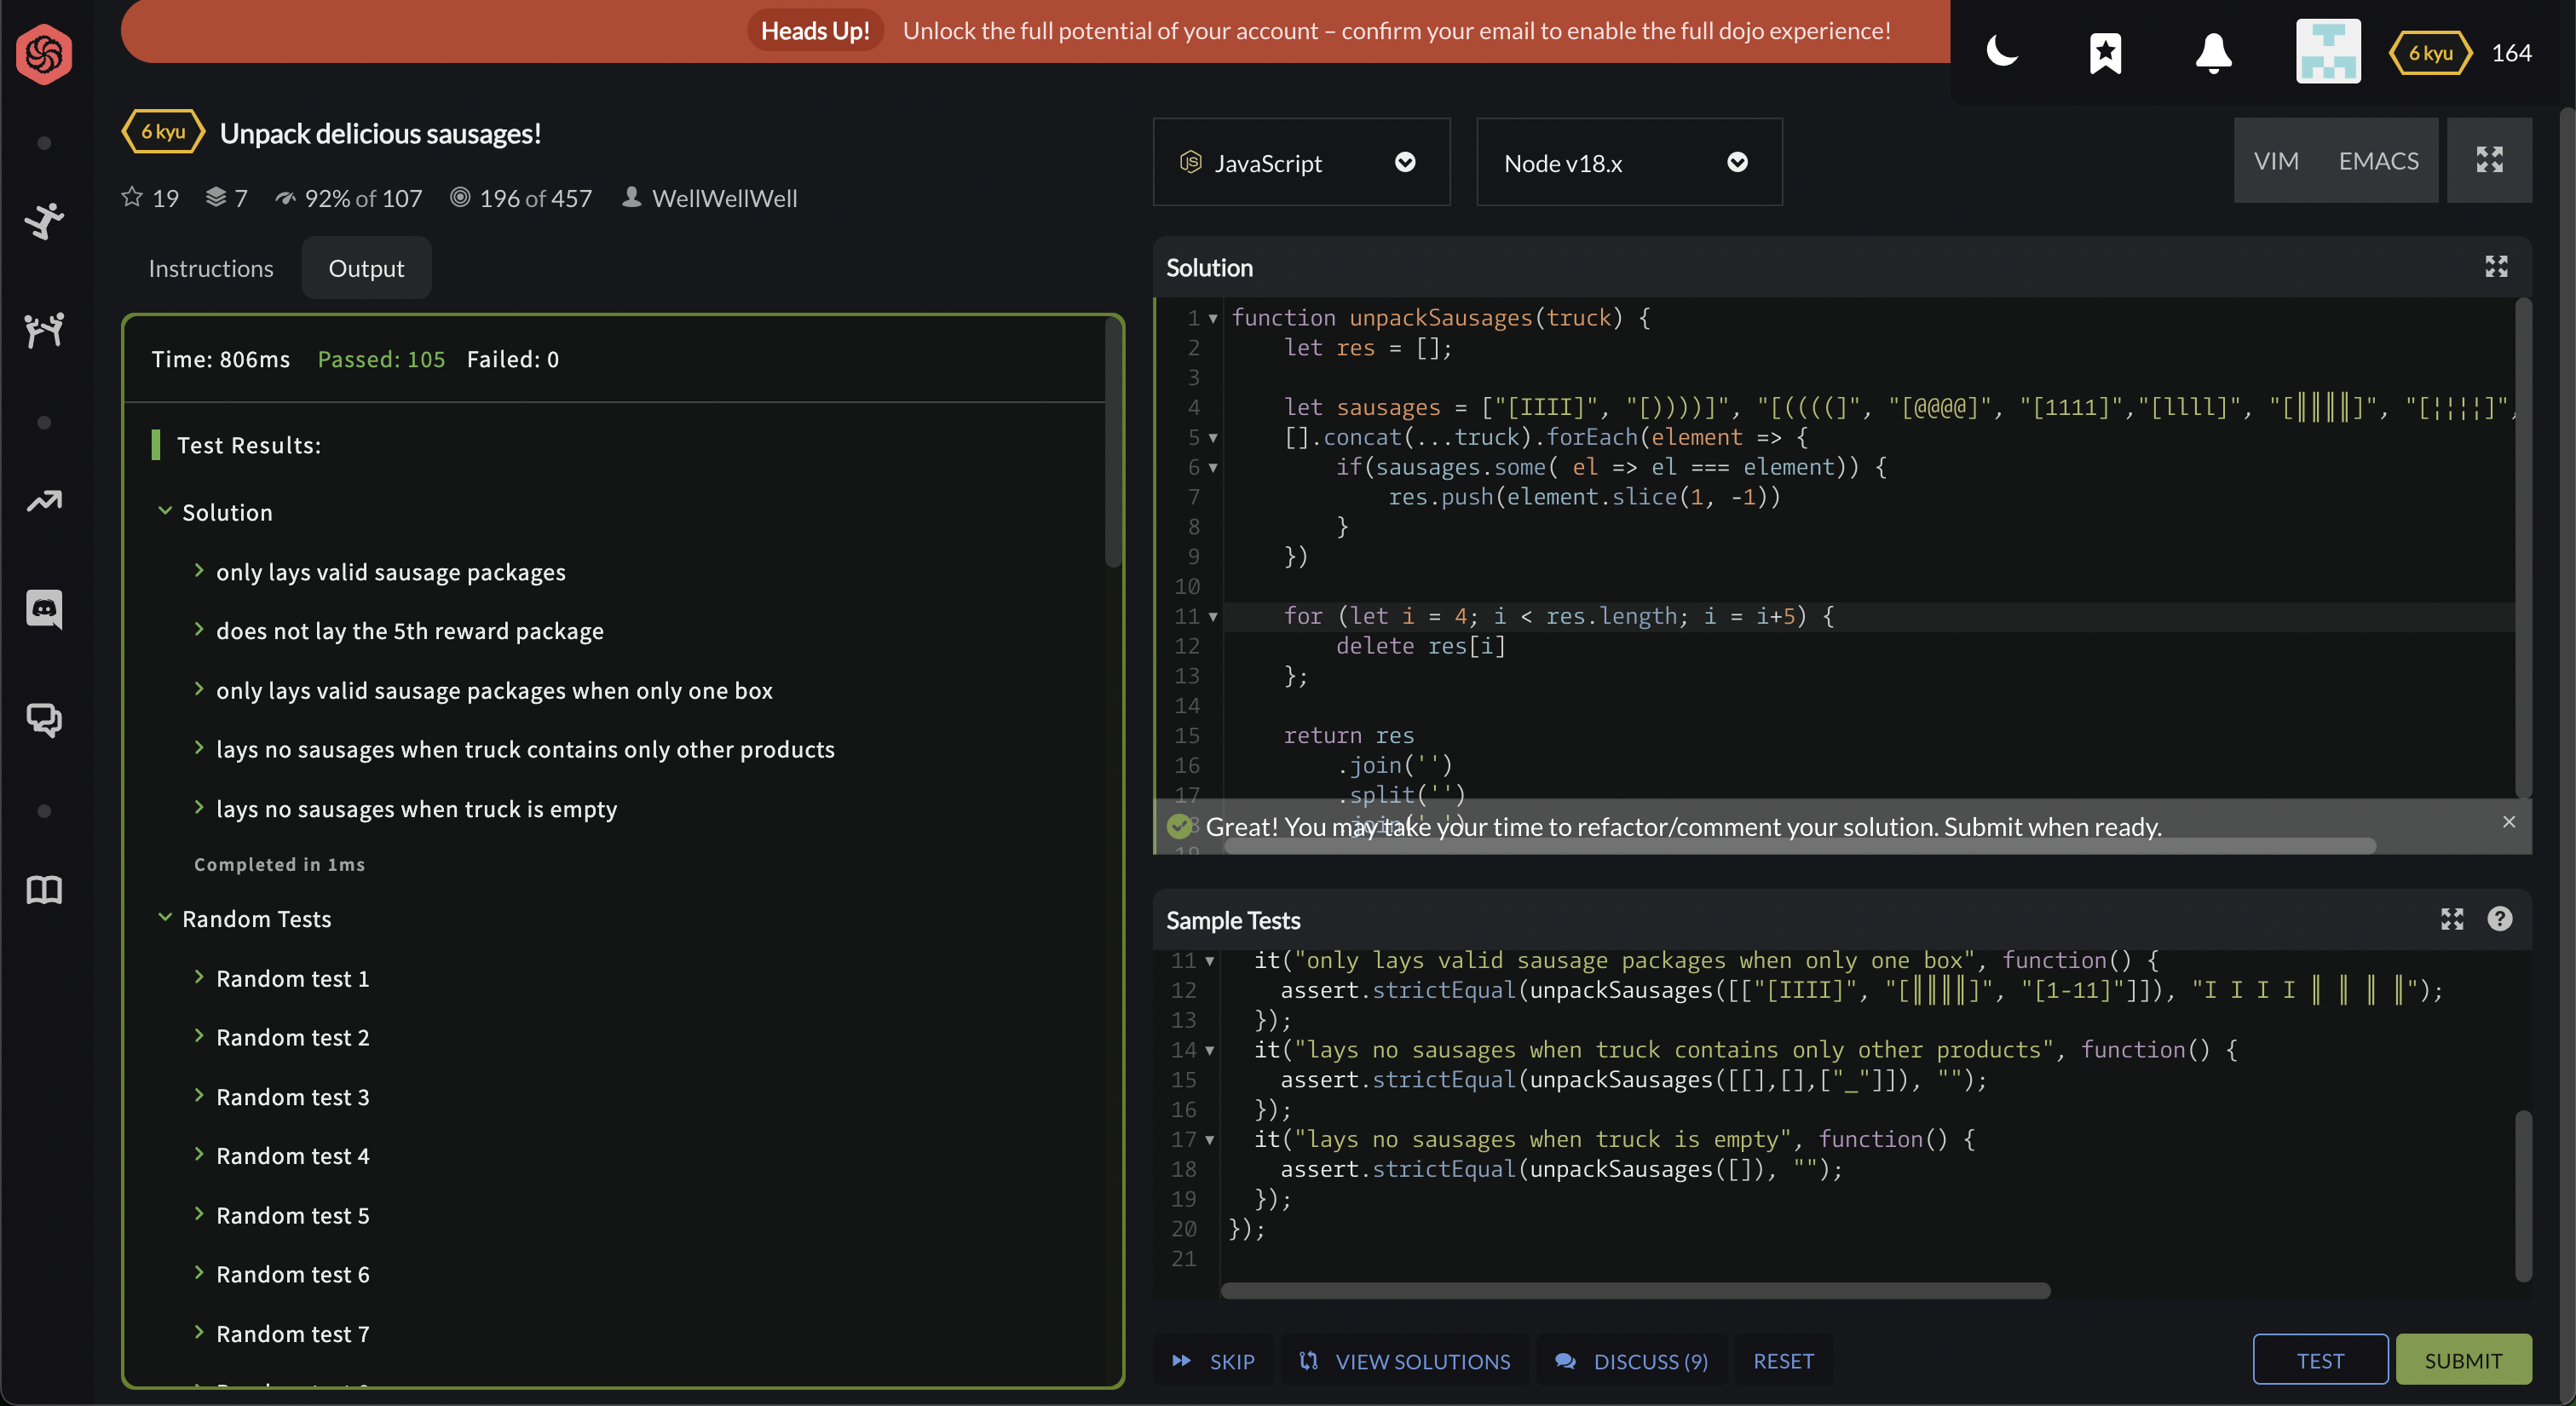 Heads Up! Unlock the full potential of your account – confirm your email to enable the full dojo experience!
6 kyu 164
6 kyu Unpack delicious sausages!
19 7 92% of 107 196 of 457 WellWellWell
Instructions Output
Time: 806ms Passed: 105 Failed: 0
Test Results:
Solution
only lays valid sausage packages
does not lay the 5th reward package
only lays valid sausage packages when only one box
lays no sausages when truck contains only other products
lays no sausages when truck is empty
Completed in 1ms
Random Tests
Random test 1
Random test 2
Random test 3
Random test 4
Random test 5
Random test 6
Random test 7
JS JavaScript Node v18.x VIM EMACS
Solution
1 function unpackSausages(truck) {
2 let res = [];
3
4 let sausages = ["[IIII]", "[))))]", "[((((]", "[@@@@]", "[1111]","[llll]", "[‖‖‖‖]", "[¦¦¦¦]",
5 [].concat(...truck).forEach(element => {
6 if(sausages.some( el => el === element)) {
7 res.push(element.slice(1, -1))
8 }
9 })
10
11 for (let i = 4; i < res.length; i = i+5) {
12 delete res[i]
13 };
14
15 return res
16 .join('')
17 .split('')
.join(' ')
Great! You may take your time to refactor/comment your solution. Submit when ready.
19
Sample Tests
11 it("only lays valid sausage packages when only one box", function() {
12 assert.strictEqual(unpackSausages([["[IIII]", "[‖‖‖‖]", "[1-11]"]]), "I I I I ‖ ‖ ‖ ‖");
13 });
14 it("lays no sausages when truck contains only other products", function() {
15 assert.strictEqual(unpackSausages([[],[],["_"]]), "");
16 });
17 it("lays no sausages when truck is empty", function() {
18 assert.strictEqual(unpackSausages([]), "");
19 });
20 });
21
SKIP VIEW SOLUTIONS DISCUSS (9) RESET TEST SUBMIT